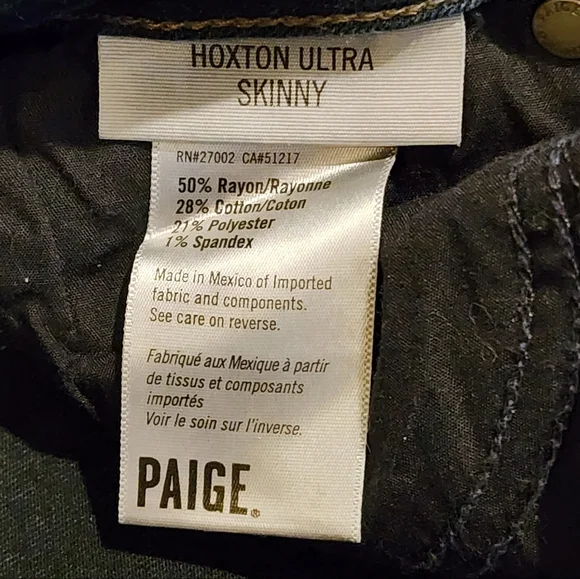 HOXTON ULTRA
SKINNY
RN#27002 CA#51217
50% Rayon/Rayonne
28% Cotton/Coton
21% Polyester
1% Spandex
Made in Mexico of Imported
fabric and components.
See care on reverse.
Fabriqué aux Mexique à partir
de tissus et composants
importés
Voir le soin sur l'inverse.
PAIGE®